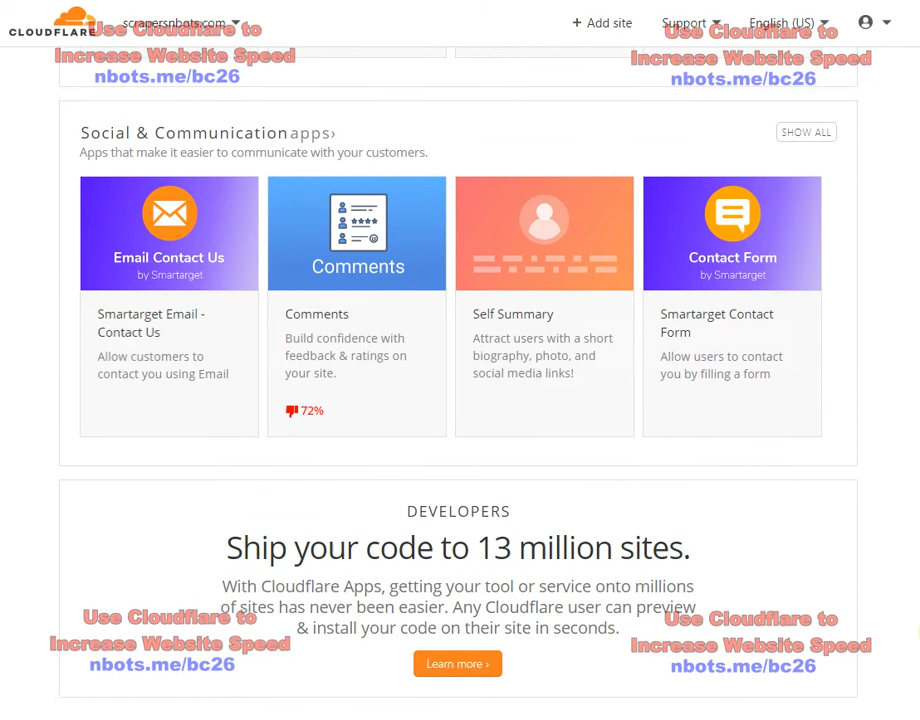 CLOUDFLARE
scrapersnbots.com
+ Add site
Support
English (US)
Use Cloudflare to
Increase Website Speed
nbots.me/bc26
Use Cloudflare to
Increase Website Speed
nbots.me/bc26
Social & Communication apps›
SHOW ALL
Apps that make it easier to communicate with your customers.
Email Contact Us
by Smartarget
Smartarget Email -
Contact Us
Allow customers to
contact you using Email
Comments
Comments
Build confidence with
feedback & ratings on
your site.
72%
Self Summary
Attract users with a short
biography, photo, and
social media links!
Contact Form
by Smartarget
Smartarget Contact
Form
Allow users to contact
you by filling a form
DEVELOPERS
Ship your code to 13 million sites.
With Cloudflare Apps, getting your tool or service onto millions
of sites has never been easier. Any Cloudflare user can preview
& install your code on their site in seconds.
Learn more ›
Use Cloudflare to
Increase Website Speed
nbots.me/bc26
Use Cloudflare to
Increase Website Speed
nbots.me/bc26